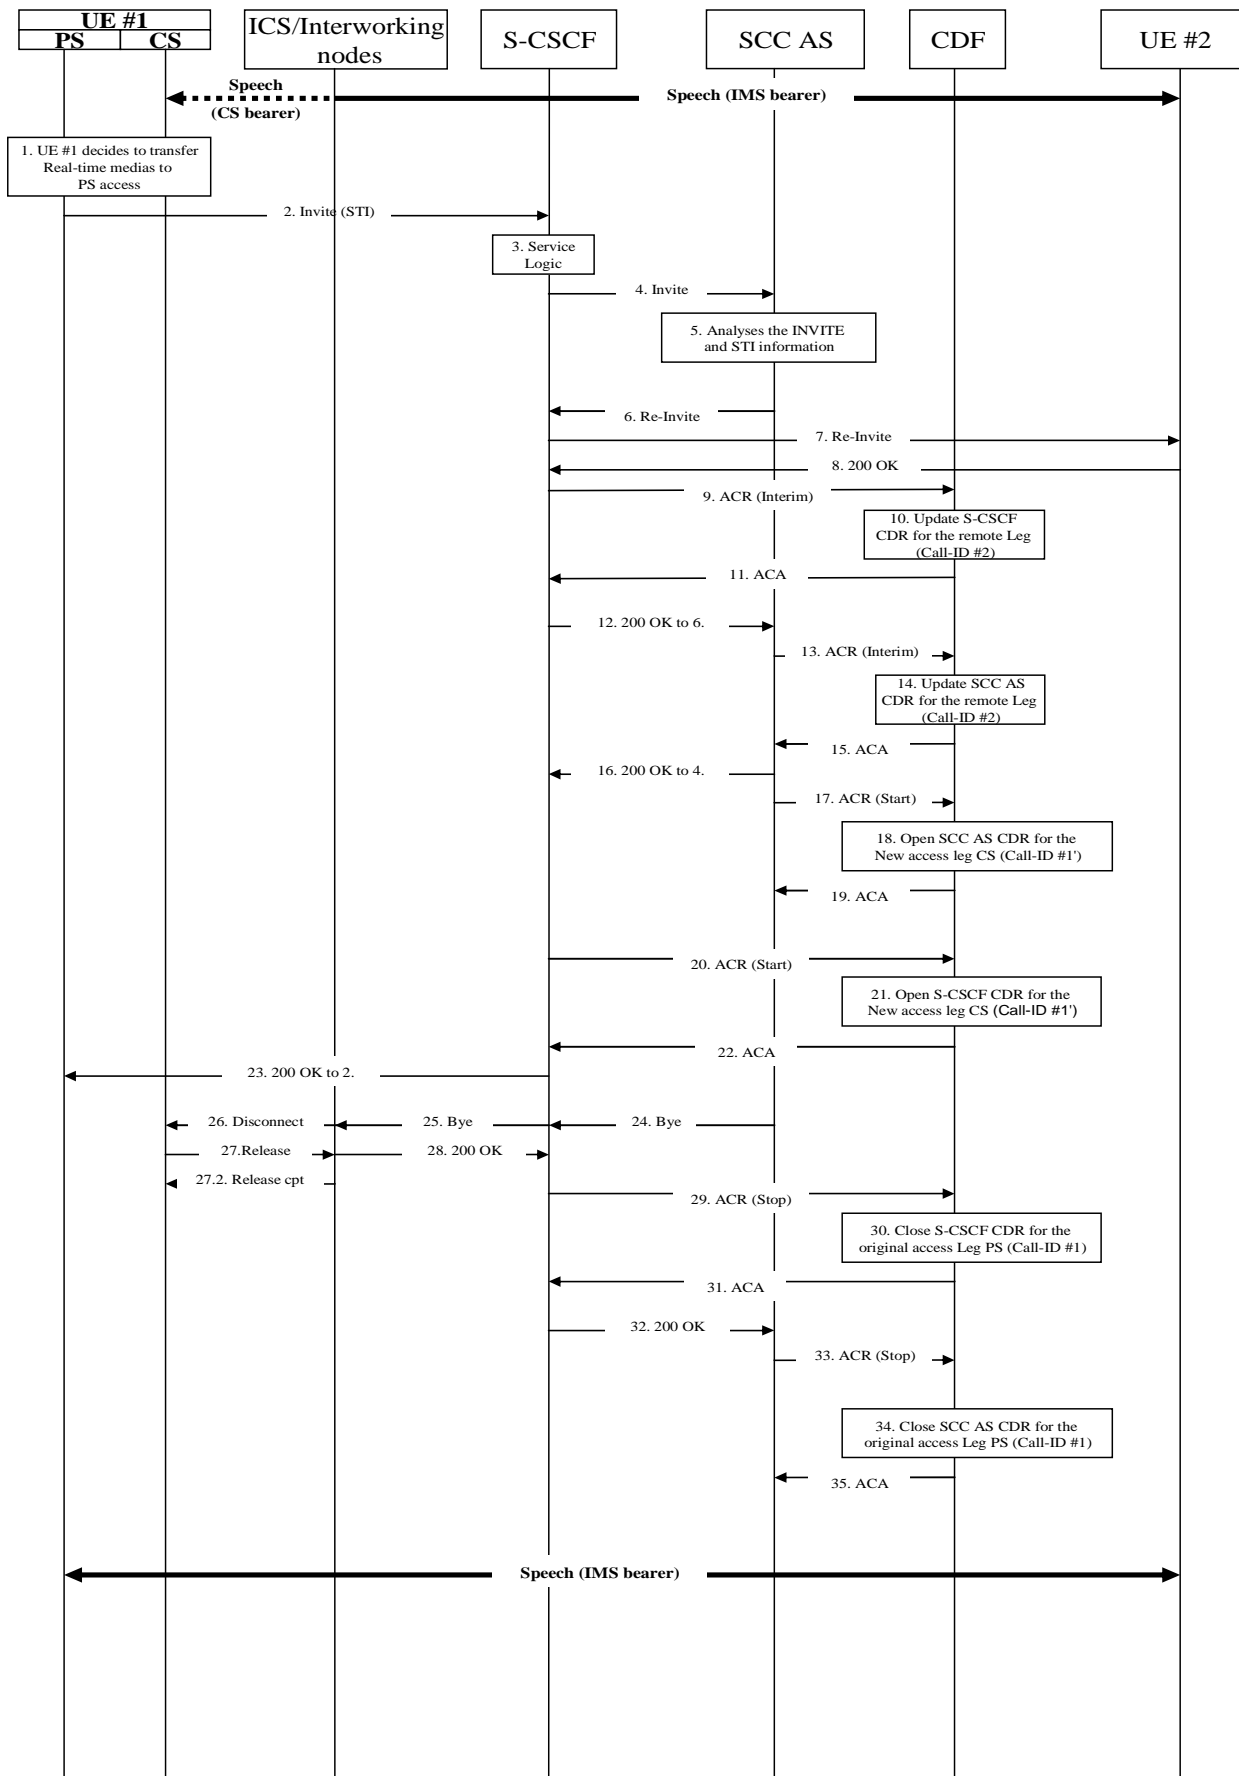 UE #1
PS CS
ICS/Interworking
nodes
S-CSCF
SCC AS
CDF
UE #2
Speech
(CS bearer)
Speech (IMS bearer)
1. UE #1 decides to transfer
Real-time medias to
PS access
2. Invite (STI)
3. Service
Logic
4. Invite
5. Analyses the INVITE
and STI information
6. Re-Invite
7. Re-Invite
8. 200 OK
9. ACR (Interim)
10. Update S-CSCF
CDR for the remote Leg
(Call-ID #2)
11. ACA
12. 200 OK to 6.
13. ACR (Interim)
14. Update SCC AS
CDR for the remote Leg
(Call-ID #2)
15. ACA
16. 200 OK to 4.
17. ACR (Start)
18. Open SCC AS CDR for the
New access leg CS (Call-ID #1')
19. ACA
20. ACR (Start)
21. Open S-CSCF CDR for the
New access leg CS (Call-ID #1')
22. ACA
23. 200 OK to 2.
26. Disconnect
25. Bye
24. Bye
27.Release
28. 200 OK
27.2. Release cpt
29. ACR (Stop)
30. Close S-CSCF CDR for the
original access Leg PS (Call-ID #1)
31. ACA
32. 200 OK
33. ACR (Stop)
34. Close SCC AS CDR for the
original access Leg PS (Call-ID #1)
35. ACA
Speech (IMS bearer)